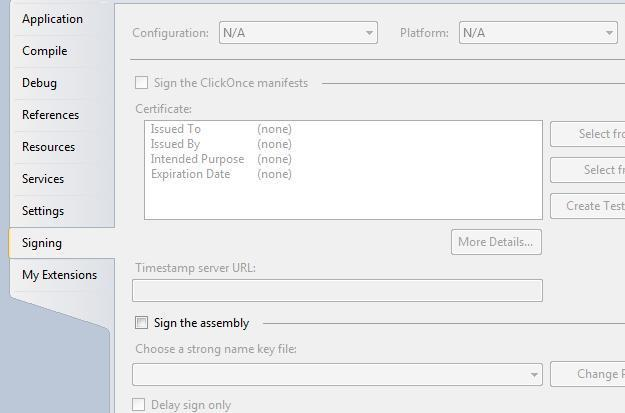 Application
Compile
Debug
References
Resources
Services
Settings
Signing
My Extensions
Configuration: N/A Platform: N/A
Sign the ClickOnce manifests
Certificate:
Issued To (none)
Issued By (none)
Intended Purpose (none)
Expiration Date (none)
Select fro
Select fr
Create Test
More Details...
Timestamp server URL:
Sign the assembly
Choose a strong name key file:
Change P
Delay sign only